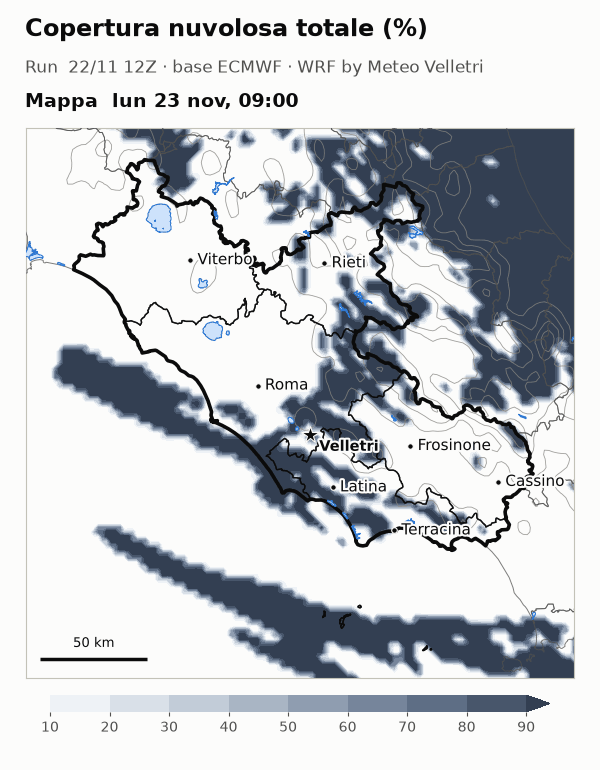 Copertura nuvolosa totale (%)
Run 22/11 12Z · base ECMWF · WRF by Meteo Velletri
Mappa lun 23 nov, 09:00
Viterbo
Rieti
Roma
Velletri
Frosinone
Latina
Cassino
Terracina
50 km
10 20 30 40 50 60 70 80 90